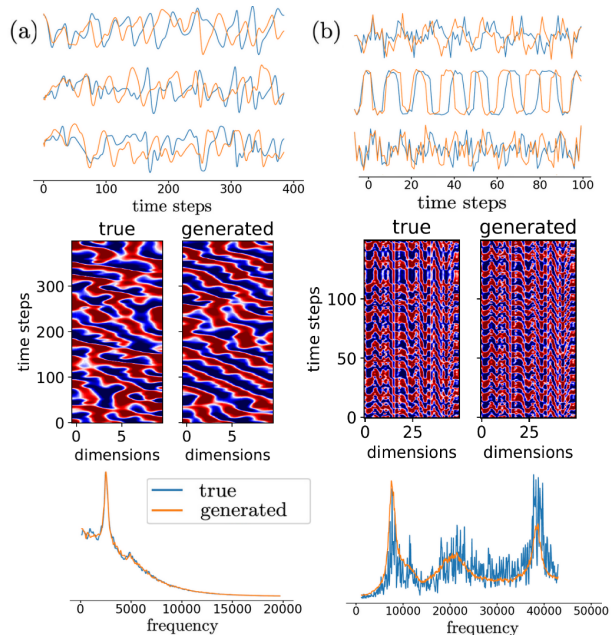 (a)
0 100 200 300 400
time steps
true generated
time steps
0 100 200 300
0 5 0 5
dimensions dimensions
true
generated
0 5000 10000 15000 20000
frequency
(b)
0 20 40 60 80 100
time steps
true generated
time steps
0 50 100
0 25 0 25
dimensions dimensions
0 10000 20000 30000 40000 50000
frequency